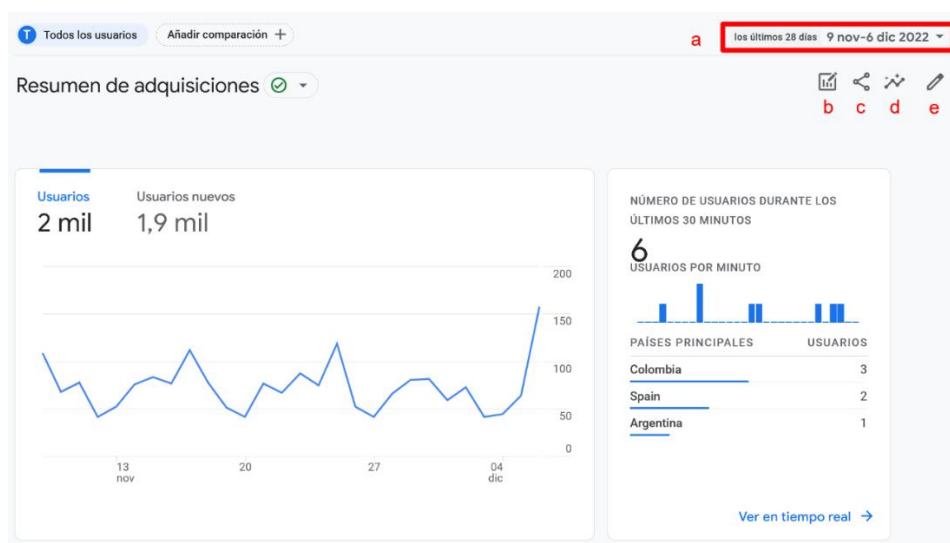 T Todos los usuarios Añadir comparación +
a los últimos 28 días 9 nov-6 dic 2022
Resumen de adquisiciones
b c d e
Usuarios Usuarios nuevos
2 mil 1,9 mil
200
150
100
50
0
13 20 27 04
nov dic
NÚMERO DE USUARIOS DURANTE LOS
ÚLTIMOS 30 MINUTOS
6
USUARIOS POR MINUTO
PAÍSES PRINCIPALES USUARIOS
Colombia 3
Spain 2
Argentina 1
Ver en tiempo real →